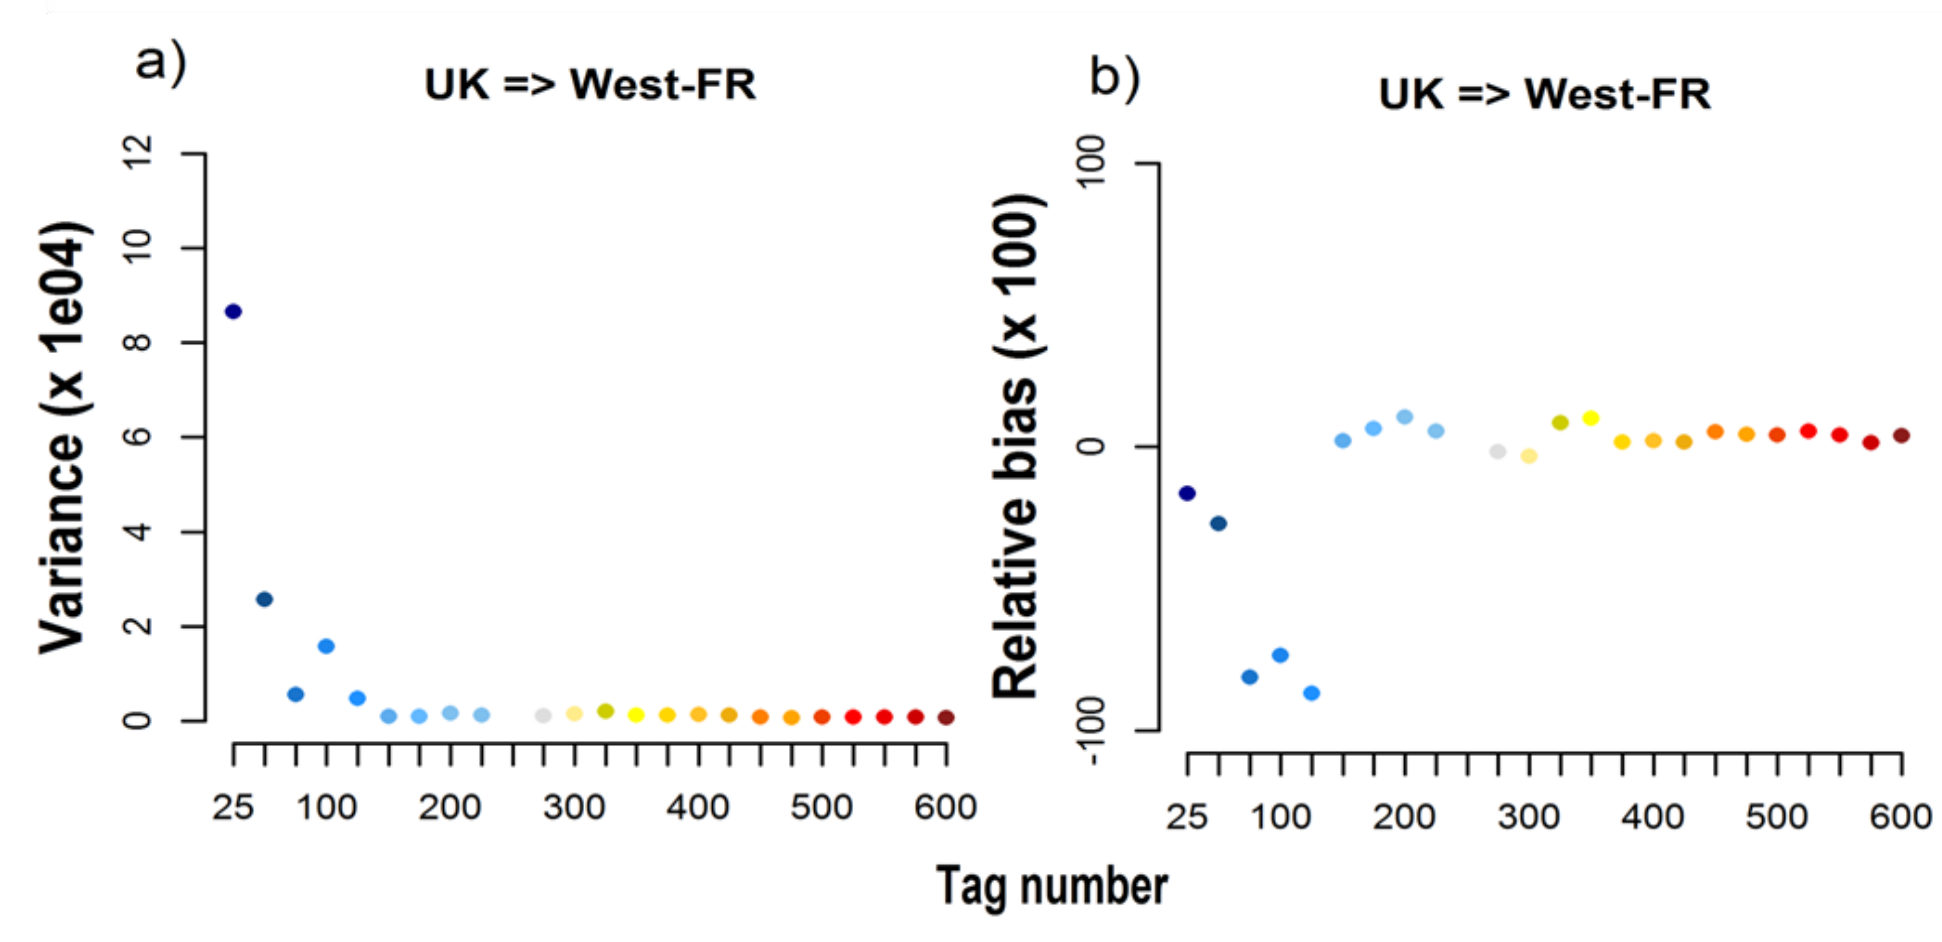 a)
UK => West-FR
Variance (x 1e04)
12
10
8
6
4
2
0
25 100 200 300 400 500 600
b)
UK => West-FR
Relative bias (x 100)
100
0
-100
25 100 200 300 400 500 600
Tag number